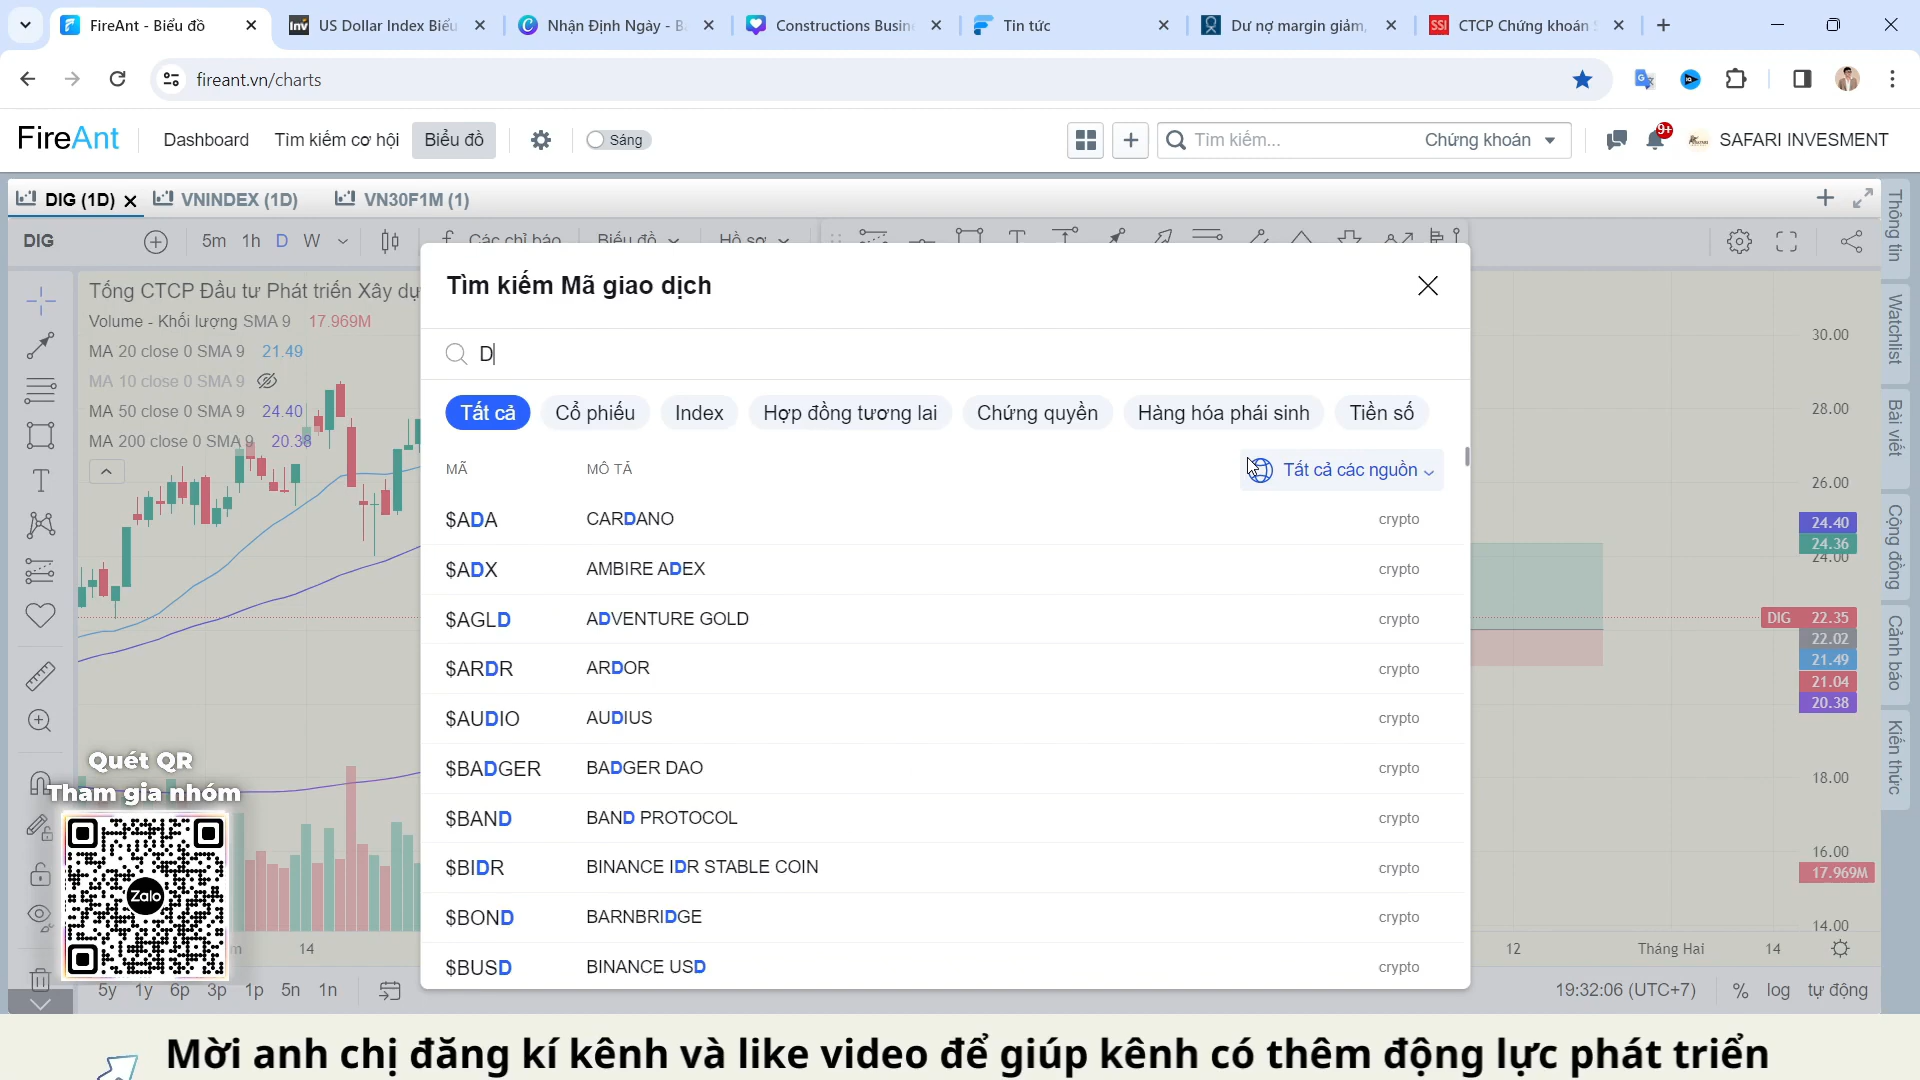 FireAnt - Biểu đồ
US Dollar Index Biểu
Nhận Định Ngày - B
Constructions Busin
Tin tức
Dư nợ margin giảm,
CTCP Chứng khoán S
fireant.vn/charts
FireAnt
Dashboard
Tìm kiếm cơ hội
Biểu đồ
Sáng
Tìm kiếm...
Chứng khoán
9+
SAFARI INVESMENT
DIG (1D)
VNINDEX (1D)
VN30F1M (1)
DIG
5m 1h D W
Các chỉ báo
Biểu đồ
Hồ sơ
Tổng CTCP Đầu tư Phát triển Xây dự
Volume - Khối lượng SMA 9 17.969M
MA 20 close 0 SMA 9 21.49
MA 10 close 0 SMA 9
MA 50 close 0 SMA 9 24.40
MA 200 close 0 SMA 9 20.38
Tìm kiếm Mã giao dịch
D
Tất cả
Cổ phiếu
Index
Hợp đồng tương lai
Chứng quyền
Hàng hóa phái sinh
Tiền số
MÃ MÔ TẢ
Tất cả các nguồn
$ADA CARDANO crypto
$ADX AMBIRE ADEX crypto
$AGLD ADVENTURE GOLD crypto
$ARDR ARDOR crypto
$AUDIO AUDIUS crypto
$BADGER BADGER DAO crypto
$BAND BAND PROTOCOL crypto
$BIDR BINANCE IDR STABLE COIN crypto
$BOND BARNBRIDGE crypto
$BUSD BINANCE USD crypto
30.00
28.00
26.00
24.40
24.36
24.00
DIG 22.35
22.02
21.49
21.04
20.38
18.00
16.00
17.969M
14.00
Thông tin
Watchlist
Bài viết
Cộng đồng
Cảnh báo
Kiến thức
Quét QR
Tham gia nhóm
Zalo
14
12
Tháng Hai
14
5y 1y 6p 3p 1p 5n 1n
19:32:06 (UTC+7)
% log tự động
Mời anh chị đăng kí kênh và like video để giúp kênh có thêm động lực phát triển